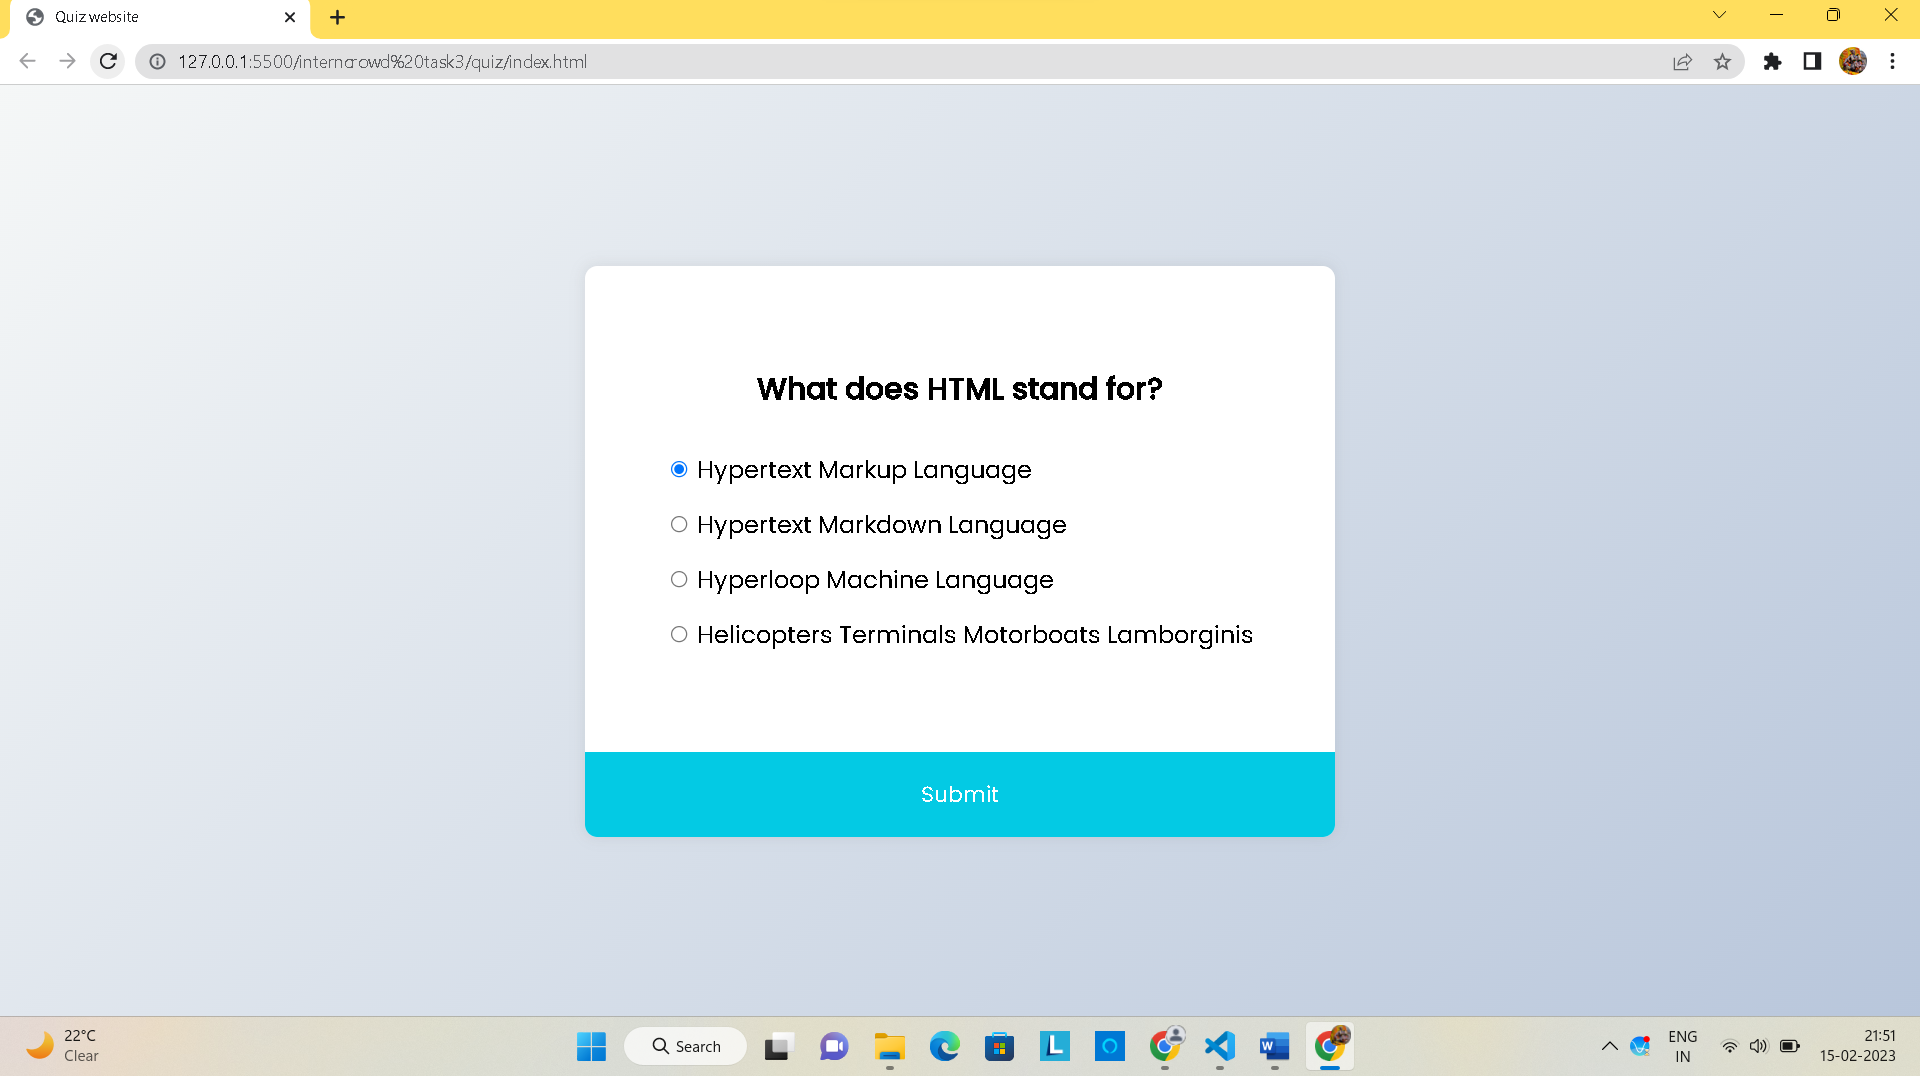 Quiz website
127.0.0.1:5500/interncrowd%20task3/quiz/index.html
What does HTML stand for?
Hypertext Markup Language
Hypertext Markdown Language
Hyperloop Machine Language
Helicopters Terminals Motorboats Lamborginis
Submit
22°C
Clear
Search
L
W
ENG
IN
21:51
15-02-2023